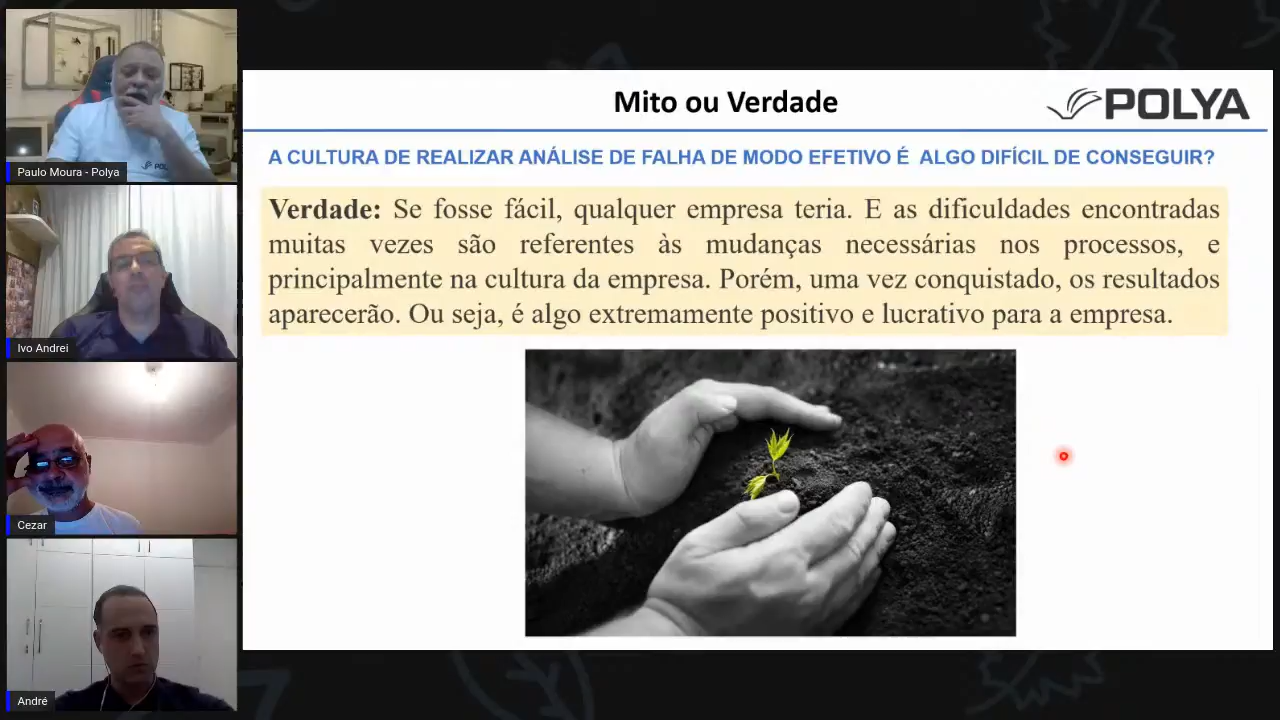 Paulo Moura - Polya
Ivo Andrei
Cezar
André
Mito ou Verdade
POLYA
A CULTURA DE REALIZAR ANÁLISE DE FALHA DE MODO EFETIVO É ALGO DIFÍCIL DE CONSEGUIR?
Verdade: Se fosse fácil, qualquer empresa teria. E as dificuldades encontradas
muitas vezes são referentes às mudanças necessárias nos processos, e
principalmente na cultura da empresa. Porém, uma vez conquistado, os resultados
aparecerão. Ou seja, é algo extremamente positivo e lucrativo para a empresa.